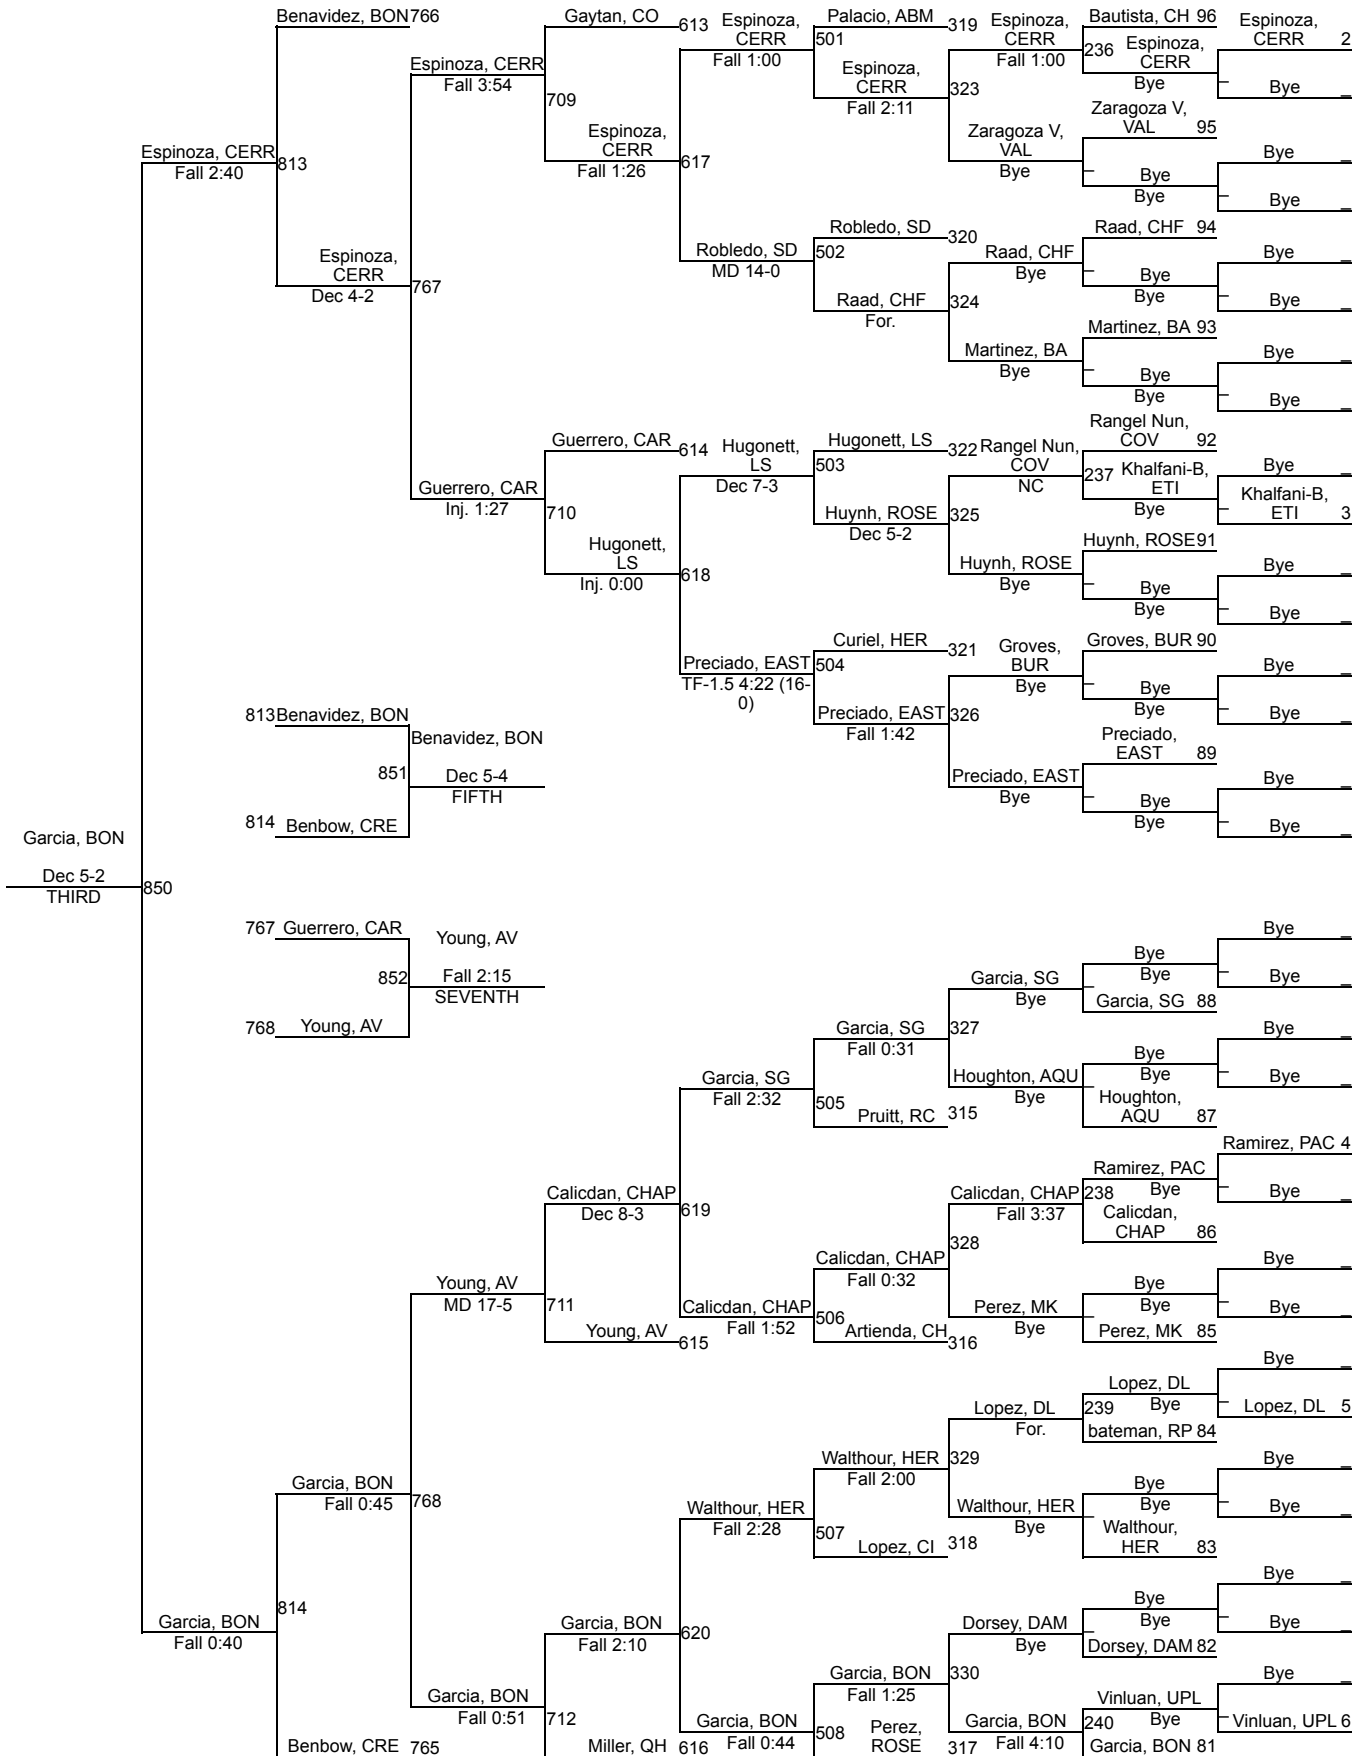 Benavidez, BON 766
Gaytan, CO 613
Espinoza, CERR
Fall 1:00
Palacio, ABM 319
501
Espinoza, CERR
Fall 1:00
Bautista, CH 96
236 Espinoza, CERR
Bye
Espinoza, CERR 2
Bye _
Espinoza, CERR
Fall 3:54
709
Espinoza, CERR
Fall 2:11
323
Zaragoza V, VAL 95
Zaragoza V, VAL
Bye
Bye
Bye
Bye _
Bye _
Espinoza, CERR
Fall 1:26
617
Espinoza, CERR
Fall 2:40
813
Robledo, SD
MD 14-0
Robledo, SD 320
502
Raad, CHF
Bye
Raad, CHF 94
Bye
Bye
Bye _
Bye _
Espinoza, CERR
Dec 4-2
767
Raad, CHF
For.
324
Martinez, BA
Bye
Martinez, BA 93
Bye
Bye
Bye _
Bye _
Guerrero, CAR 614
Hugonett, LS
Dec 7-3
Hugonett, LS 322
503
Rangel Nun, COV
NC
Rangel Nun, COV 92
237 Khalfani-B, ETI
Bye
Bye _
Khalfani-B, ETI 3
Guerrero, CAR
Inj. 1:27
710
Huynh, ROSE
Dec 5-2
325
Hugonett, LS
Inj. 0:00
618
Huynh, ROSE
Bye
Huynh, ROSE 91
Bye
Bye
Bye _
Bye _
Preciado, EAST
TF-1.5 4:22 (16-0)
Curiel, HER 321
504
Groves, BUR
Bye
Groves, BUR 90
Bye
Bye
Bye _
Bye _
Preciado, EAST
Fall 1:42
326
Preciado, EAST
Bye
Preciado, EAST 89
Bye
Bye
Bye _
Bye _
813 Benavidez, BON
Benavidez, BON
851
Dec 5-4
FIFTH
814 Benbow, CRE
Garcia, BON
Dec 5-2
THIRD
850
767 Guerrero, CAR
Young, AV
852
Fall 2:15
SEVENTH
768 Young, AV
Garcia, SG
Fall 2:32
Garcia, SG
Fall 0:31
327
Garcia, SG
Bye
Bye
Bye
Garcia, SG 88
Bye _
Bye _
505
Pruitt, RC 315
Houghton, AQU
Bye
Bye
Bye
Houghton, AQU 87
Bye _
Bye _
Calicdan, CHAP
Dec 8-3
619
Calicdan, CHAP
Fall 3:37
Ramirez, PAC
238 Bye
Calicdan, CHAP 86
Ramirez, PAC 4
Bye _
Calicdan, CHAP
Fall 0:32
328
Young, AV
MD 17-5
711
Calicdan, CHAP
Fall 1:52
506
Artienda, CH 316
Perez, MK
Bye
Bye
Bye
Perez, MK 85
Bye _
Bye _
Young, AV 615
Lopez, DL
For.
Lopez, DL
239 Bye
bateman, RP 84
Bye _
Lopez, DL 5
Walthour, HER
Fall 2:00
329
Garcia, BON
Fall 0:45
768
Walthour, HER
Fall 2:28
507
Lopez, CI 318
Walthour, HER
Bye
Bye
Bye
Walthour, HER 83
Bye _
Bye _
814
Garcia, BON
Fall 0:40
Garcia, BON
Fall 2:10
620
Dorsey, DAM
Bye
Bye
Bye
Dorsey, DAM 82
Bye _
Bye _
Garcia, BON
Fall 0:51
712
Garcia, BON
Fall 1:25
330
Vinluan, UPL
Bye _
Vinluan, UPL 6
Benbow, CRE 765
Miller, QH 616
Garcia, BON
Fall 0:44
508
Perez, ROSE 317
Garcia, BON
Fall 4:10
240 Bye
Garcia, BON 81